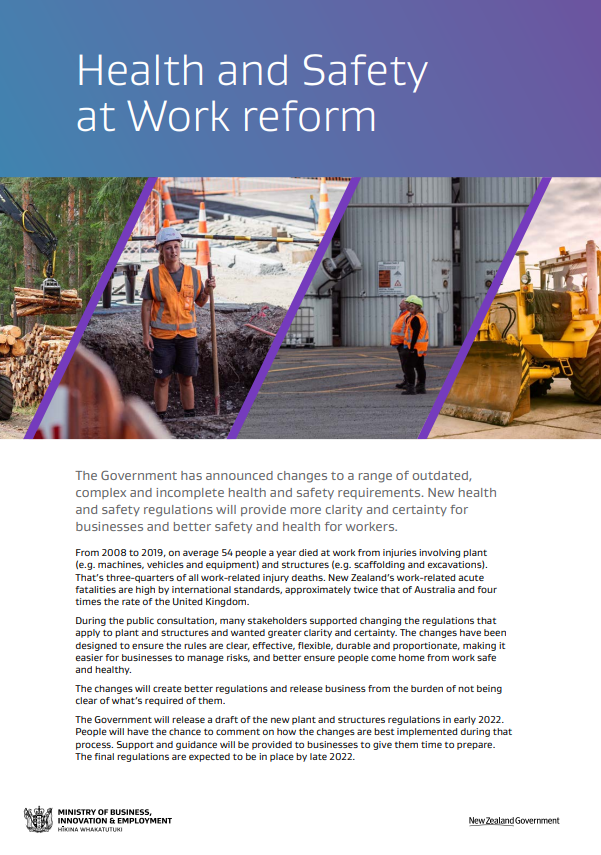 Health and Safety
at Work reform
The Government has announced changes to a range of outdated,
complex and incomplete health and safety requirements. New health
and safety regulations will provide more clarity and certainty for
businesses and better safety and health for workers.
From 2008 to 2019, on average 54 people a year died at work from injuries involving plant
(e.g. machines, vehicles and equipment) and structures (e.g. scaffolding and excavations).
That’s three-quarters of all work-related injury deaths. New Zealand’s work-related acute
fatalities are high by international standards, approximately twice that of Australia and four
times the rate of the United Kingdom.
During the public consultation, many stakeholders supported changing the regulations that
apply to plant and structures and wanted greater clarity and certainty. The changes have been
designed to ensure the rules are clear, effective, flexible, durable and proportionate, making it
easier for businesses to manage risks, and better ensure people come home from work safe
and healthy.
The changes will create better regulations and release business from the burden of not being
clear of what’s required of them.
The Government will release a draft of the new plant and structures regulations in early 2022.
People will have the chance to comment on how the changes are best implemented during that
process. Support and guidance will be provided to businesses to give them time to prepare.
The final regulations are expected to be in place by late 2022.
MINISTRY OF BUSINESS,
INNOVATION & EMPLOYMENT
HĪKINA WHAKATUTUKI
New Zealand Government